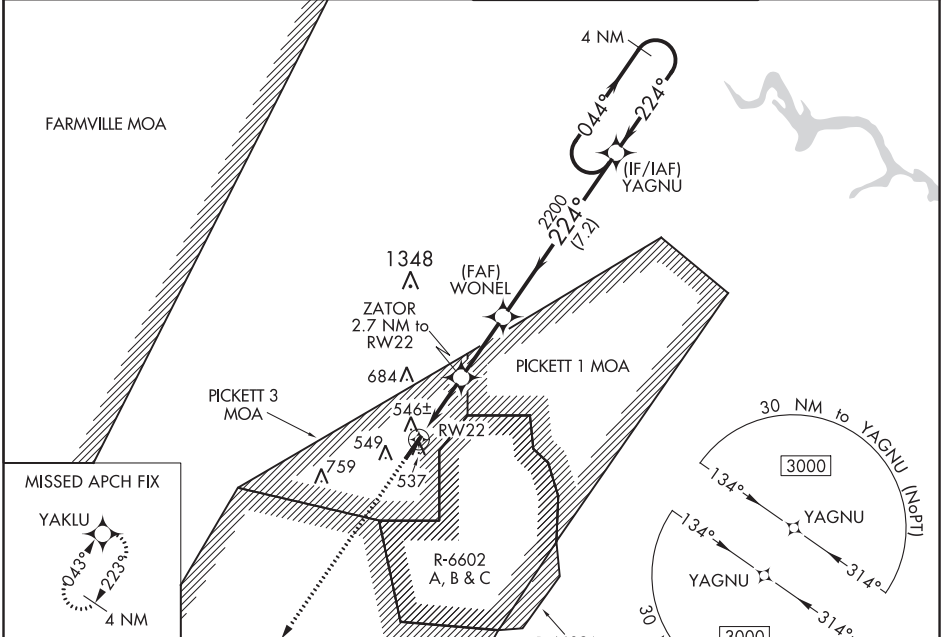 4 NM
FARMVILLE MOA
044°
224°
(IF/IAF)
YAGNU
2200
224°
(7.2)
1348
(FAF)
WONEL
ZATOR
2.7 NM to
RW22
684
PICKETT 1 MOA
PICKETT 3
MOA
546±
RW22
549
759
537
30 NM to YAGNU (NoPT)
3000
134°
YAGNU
314°
134°
YAGNU
314°
30
3000
MISSED APCH FIX
YAKLU
043°
223°
4 NM
R-6602
A, B & C